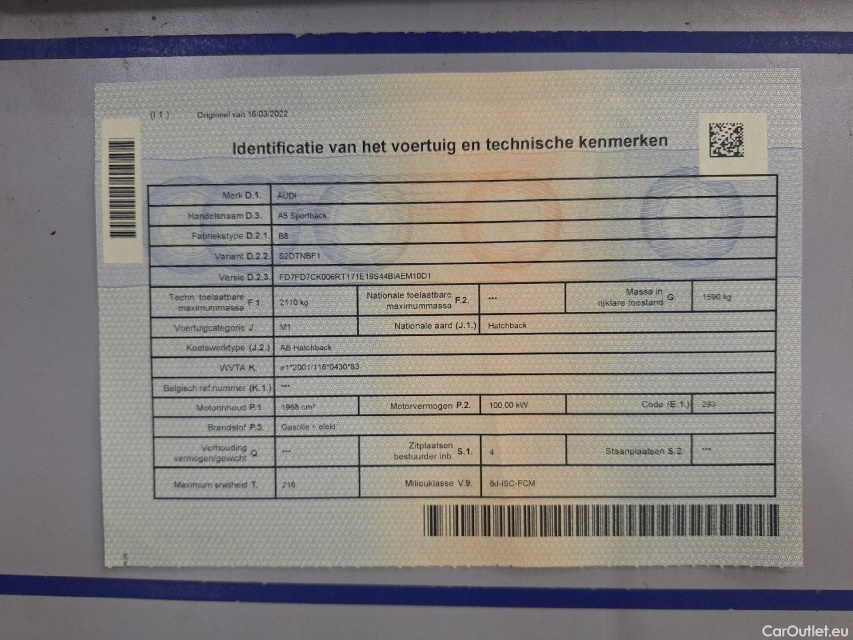 (I 1.) Origineel van 16/03/2022
Identificatie van het voertuig en technische kenmerken
Merk D.1. AUDI
Handelsnaam D.3. A5 Sportback
Fabriekstype D.2.1. B8
Variant D.2.2. S2DTNBF1
Versie D.2.3. FD7FD7CK006RT171E19S44BIAEM10D1
Techn. toelaatbare maximummassa F.1. 2110 kg Nationale toelaatbare maximummassa F.2. --- Massa in rijklare toestand G 1590 kg
Voertuigcategorie J. M1 Nationale aard (J.1.) Hatchback
Koetswerktype (J.2.) AB Hatchback
WVTA K. e1*2001/116*0430*83
Belgisch ref.nummer (K.1.) ---
Motorinhoud P.1. 1968 cm³ Motorvermogen P.2. 100,00 kW Code (E.1.) 293
Brandstof P.3. Gasolie + elekt
Verhouding vermogen/gewicht Q. --- Zitplaatsen bestuurder inb. S.1. 4 Staanplaatsen S.2. ---
Maximum snelheid T. 216 Milieuklasse V.9. 6d-ISC-FCM
CarOutlet.eu